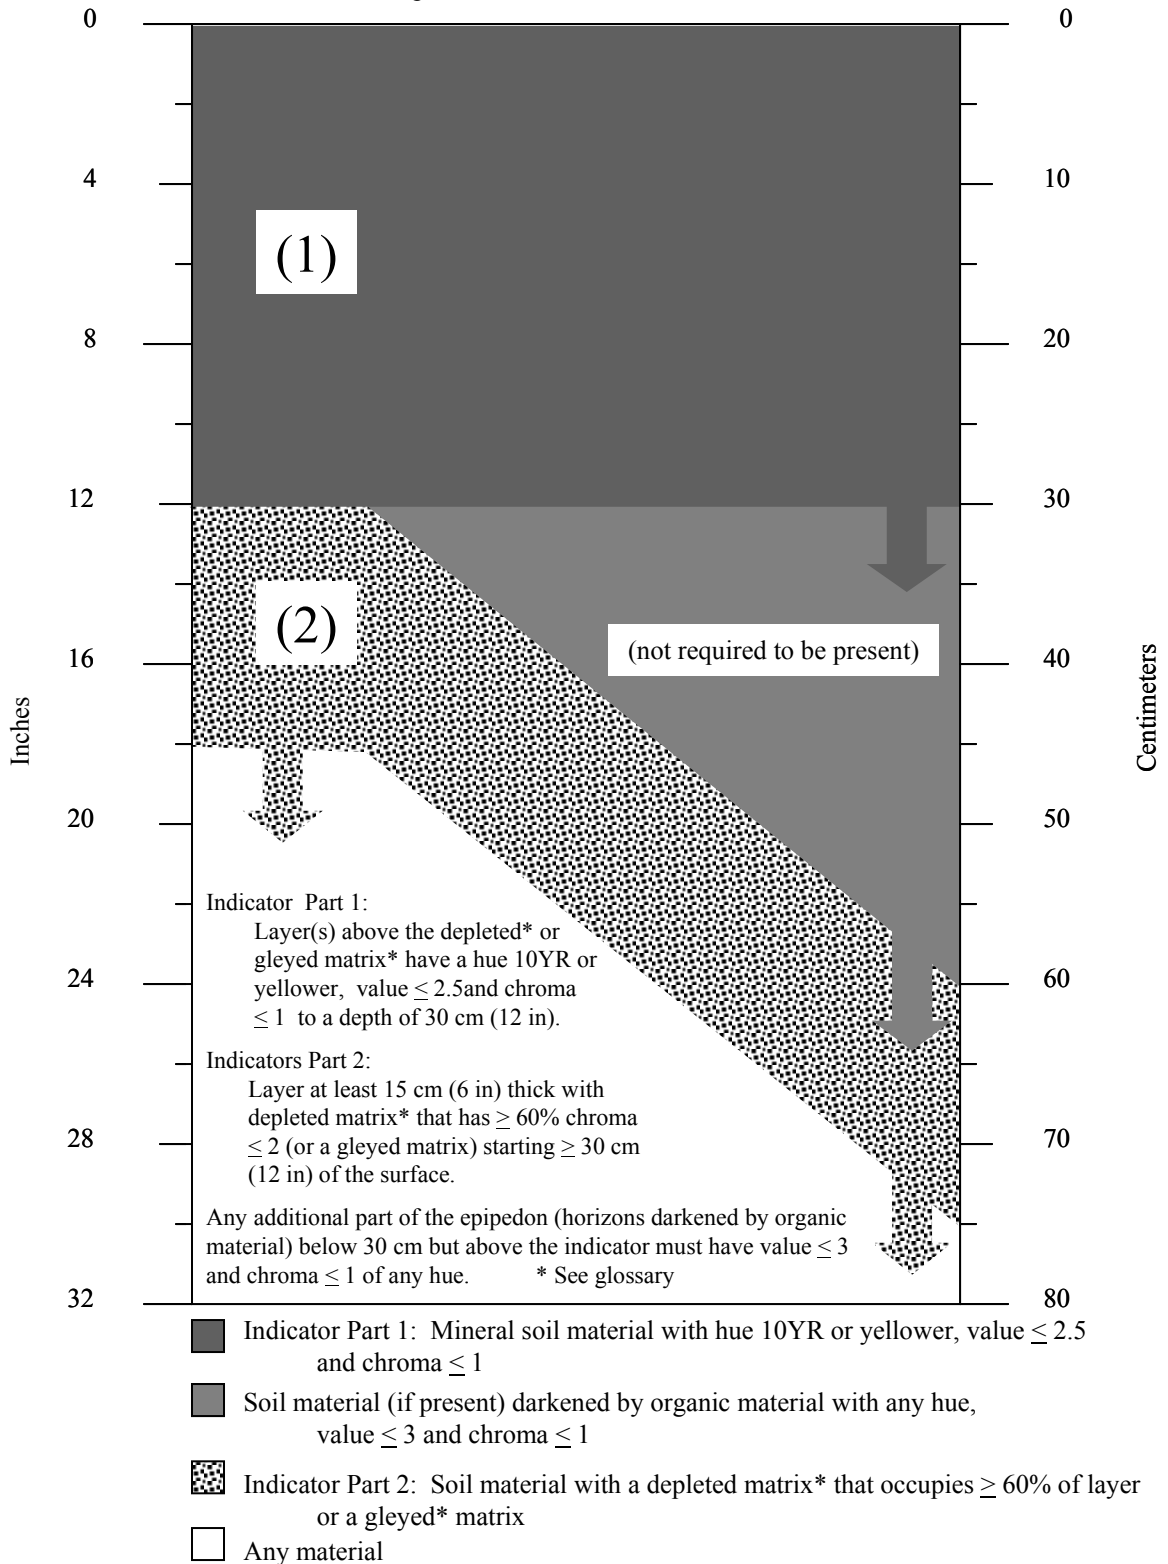 0
4
8
12
16
20
24
28
32
Inches
0
10
20
30
40
50
60
70
80
Centimeters
(1)
(2)
(not required to be present)
Indicator Part 1:
Layer(s) above the depleted* or
gleyed matrix* have a hue 10YR or
yellower, value ≤ 2.5and chroma
≤ 1 to a depth of 30 cm (12 in).
Indicators Part 2:
Layer at least 15 cm (6 in) thick with
depleted matrix* that has ≥ 60% chroma
≤ 2 (or a gleyed matrix) starting ≥ 30 cm
(12 in) of the surface.
Any additional part of the epipedon (horizons darkened by organic
material) below 30 cm but above the indicator must have value ≤ 3
and chroma ≤ 1 of any hue. * See glossary
Indicator Part 1: Mineral soil material with hue 10YR or yellower, value ≤ 2.5
and chroma ≤ 1
Soil material (if present) darkened by organic material with any hue,
value ≤ 3 and chroma ≤ 1
Indicator Part 2: Soil material with a depleted matrix* that occupies ≥ 60% of layer
or a gleyed* matrix
Any material